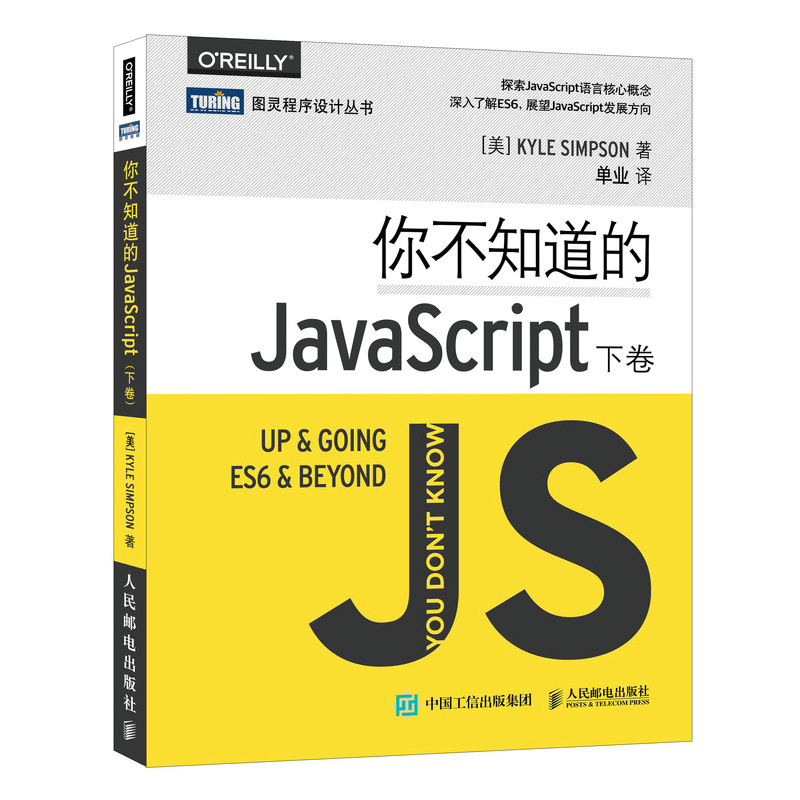 O'REILLY®
TURING
图灵程序设计丛书
探索JavaScript语言核心概念
深入了解ES6，展望JavaScript发展方向
[美] KYLE SIMPSON 著
单业 译
你不知道的
JavaScript 下卷
UP & GOING
ES6 & BEYOND
JS
YOU DON'T KNOW
中国工信出版集团
人民邮电出版社
POSTS & TELECOM PRESS
O'REILLY®
TURING
图灵教育
你不知道的JavaScript（下卷）
[美] KYLE SIMPSON 著
人民邮电出版社